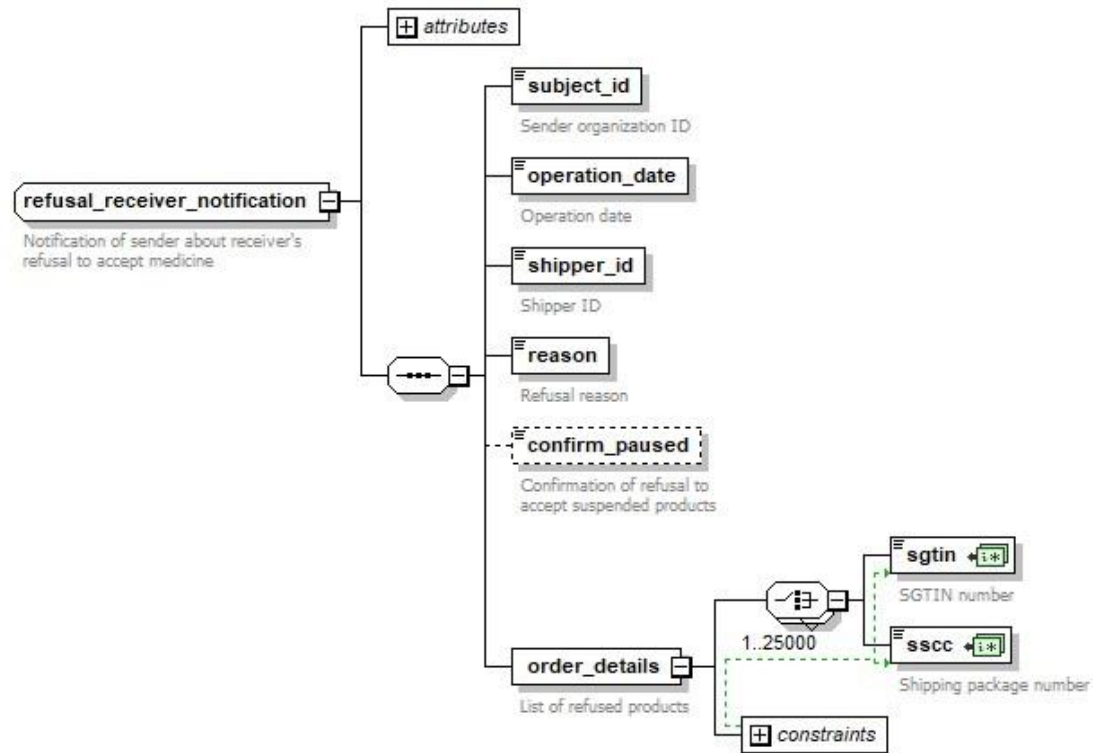 attributes
subject_id
Sender organization ID
operation_date
Operation date
refusal_receiver_notification
Notification of sender about receiver's
refusal to accept medicine
shipper_id
Shipper ID
reason
Refusal reason
confirm_paused
Confirmation of refusal to
accept suspended products
sgtin
i*
SGTIN number
1..25000
sscc
i*
Shipping package number
order_details
List of refused products
constraints